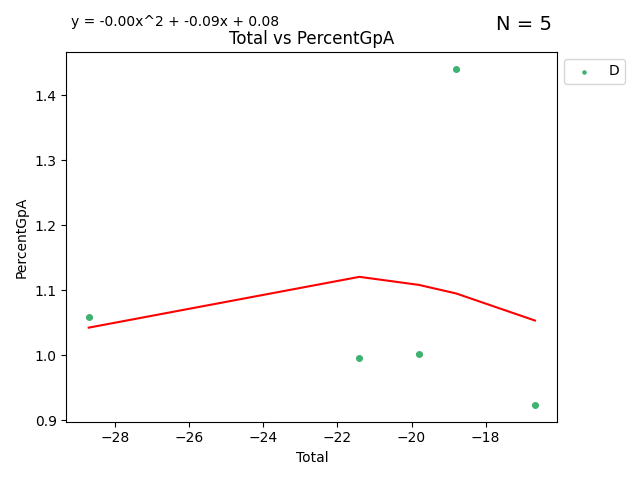 y = -0.00x^2 + -0.09x + 0.08
N = 5
Total vs PercentGpA
D
1.4
1.3
1.2
1.1
1.0
0.9
PercentGpA
−28
−26
−24
−22
−20
−18
Total